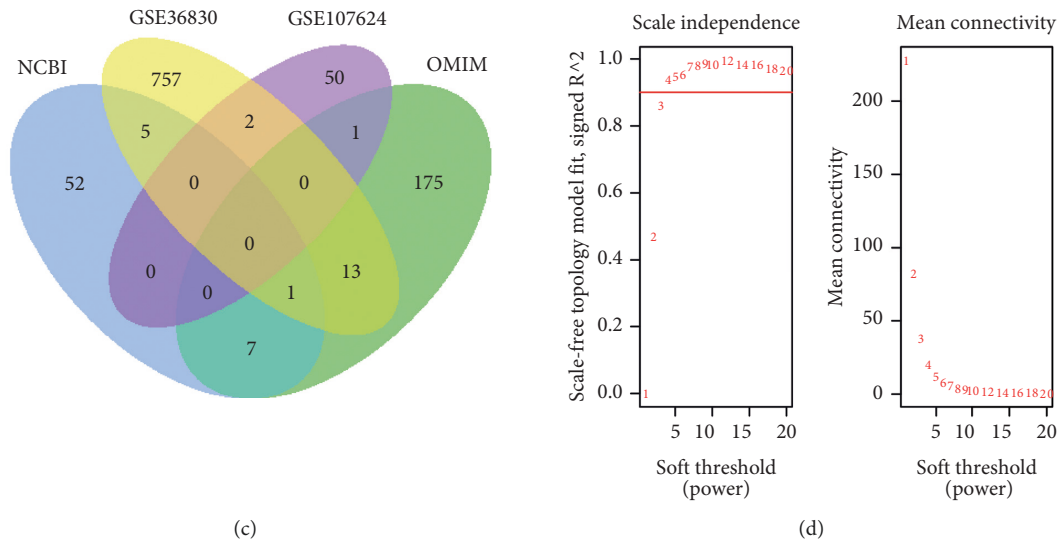 GSE36830
GSE107624
NCBI
OMIM
757
50
5
2
1
52
0
0
175
0
0
0
1
13
7
(c)
Scale independence
Mean connectivity
Scale-free topology model fit, signed R^2
1.0
0.8
0.6
0.4
0.2
0.0
1
2
3
4 5 6 7 8 9 10 12 14 16 18 20
5 10 15 20
Soft threshold
(power)
Mean connectivity
200
150
100
50
0
1
2
3
4
5 6 7 8 9 10 12 14 16 18 20
5 10 15 20
Soft threshold
(power)
(d)